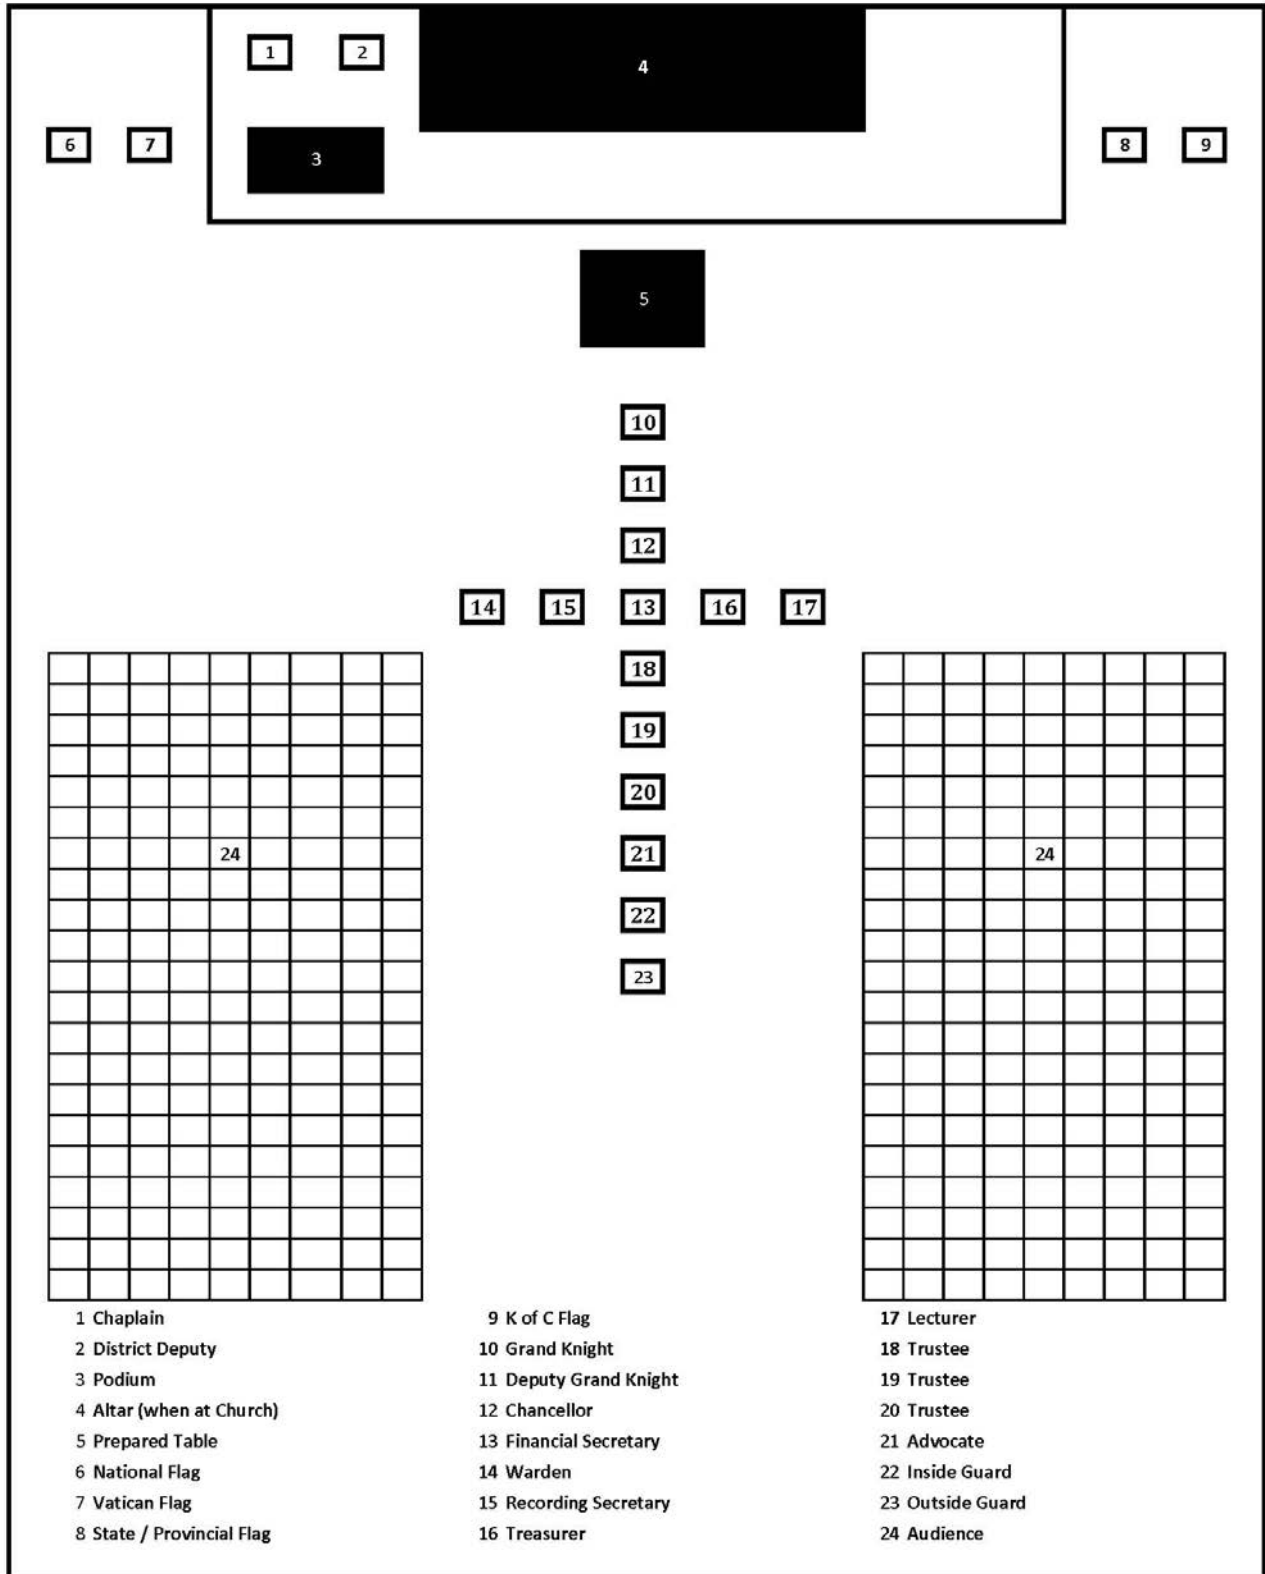 1 2 4
6 7 3 8 9
5
10
11
12
14 15 13 16 17
18
19
20
24 21 24
22
23
1 Chaplain
2 District Deputy
3 Podium
4 Altar (when at Church)
5 Prepared Table
6 National Flag
7 Vatican Flag
8 State / Provincial Flag
9 K of C Flag
10 Grand Knight
11 Deputy Grand Knight
12 Chancellor
13 Financial Secretary
14 Warden
15 Recording Secretary
16 Treasurer
17 Lecturer
18 Trustee
19 Trustee
20 Trustee
21 Advocate
22 Inside Guard
23 Outside Guard
24 Audience